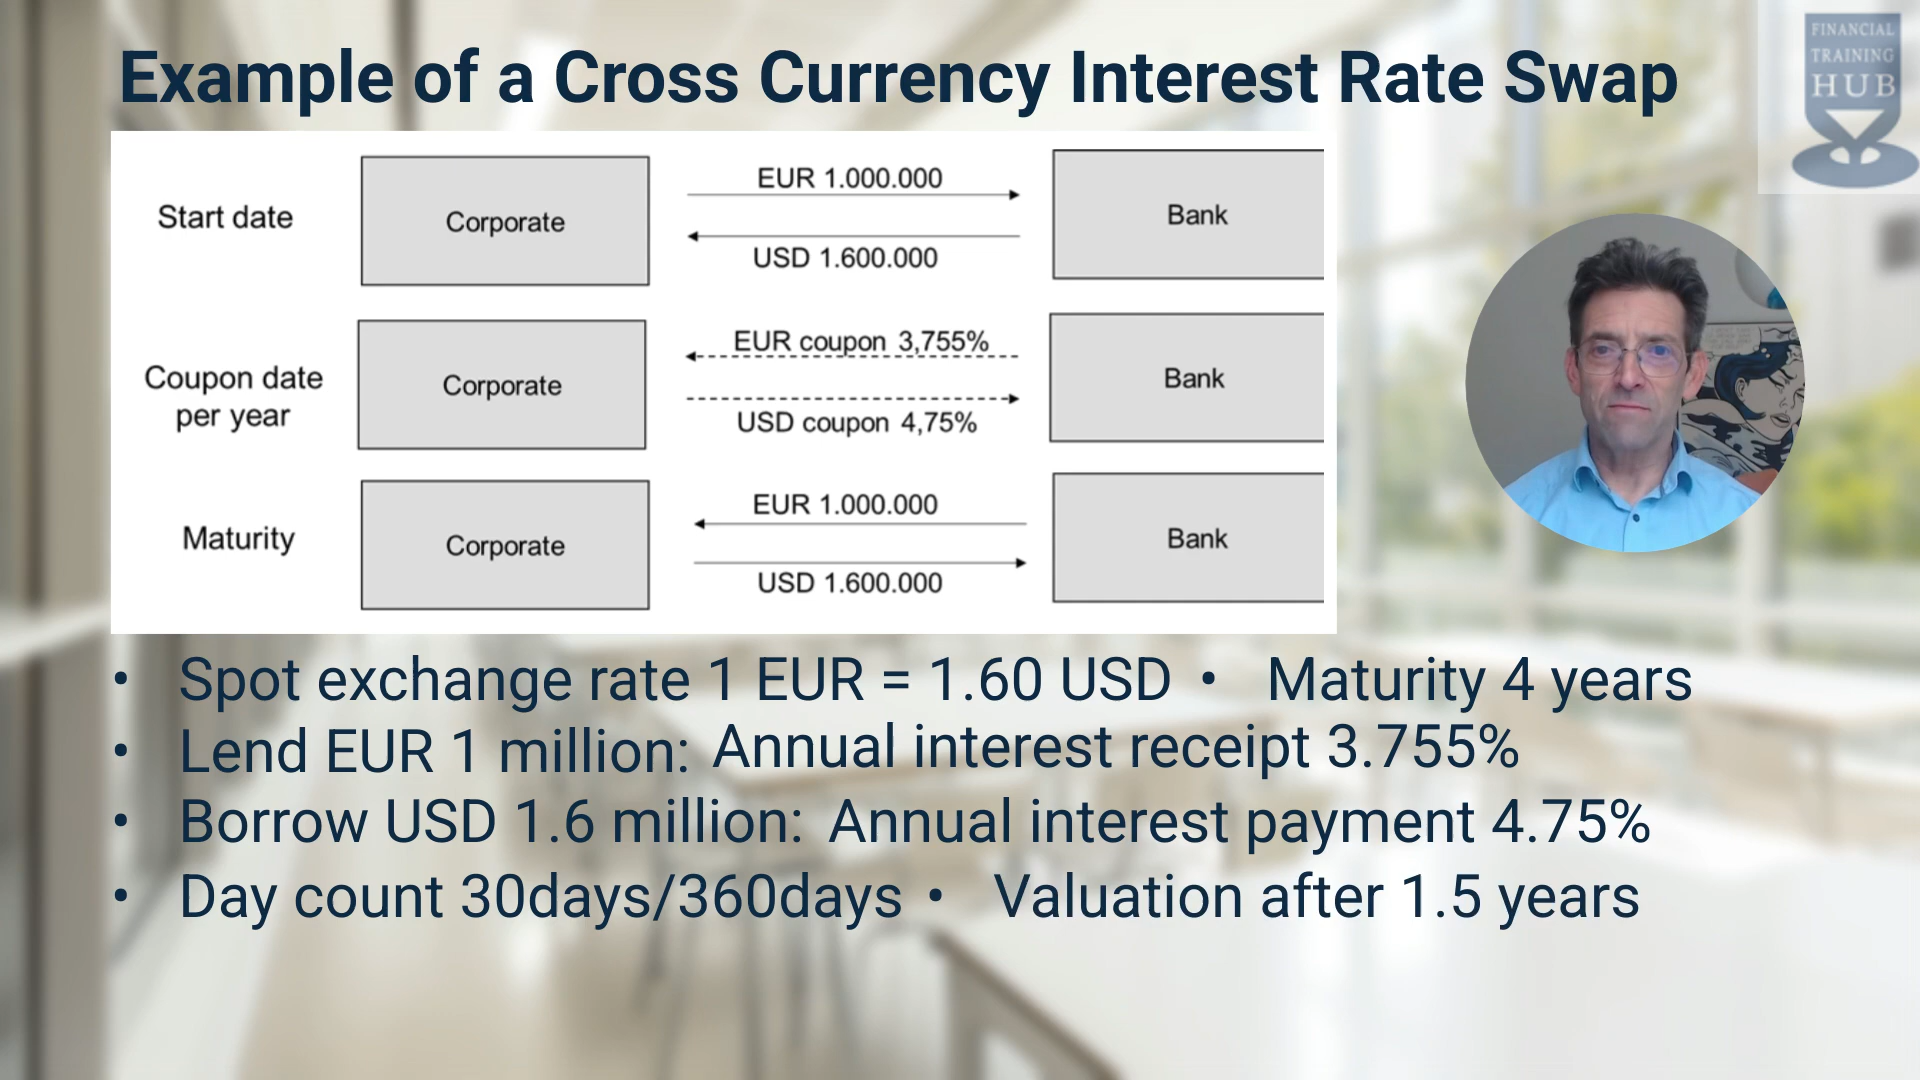 Example of a Cross Currency Interest Rate Swap
FINANCIAL
TRAINING
HUB
Start date
Corporate
EUR 1.000.000
USD 1.600.000
Bank
Coupon date
per year
Corporate
EUR coupon 3,755%
USD coupon 4,75%
Bank
Maturity
Corporate
EUR 1.000.000
USD 1.600.000
Bank
• Spot exchange rate 1 EUR = 1.60 USD • Maturity 4 years
• Lend EUR 1 million: Annual interest receipt 3.755%
• Borrow USD 1.6 million: Annual interest payment 4.75%
• Day count 30days/360days • Valuation after 1.5 years